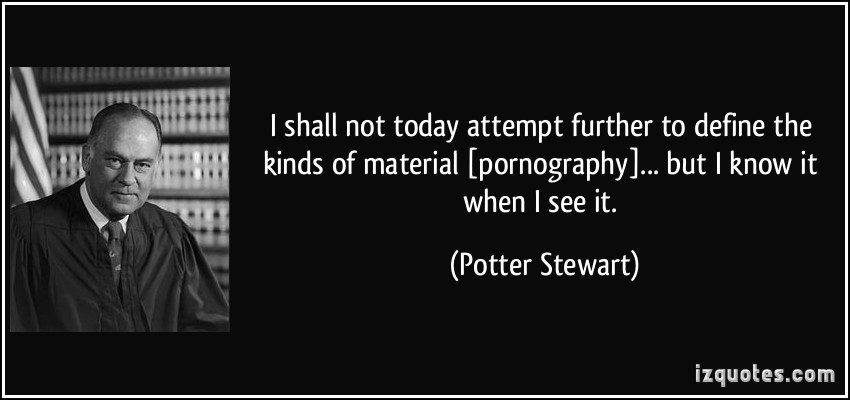 I shall not today attempt further to define the
kinds of material [pornography]... but I know it
when I see it.
(Potter Stewart)
izquotes.com